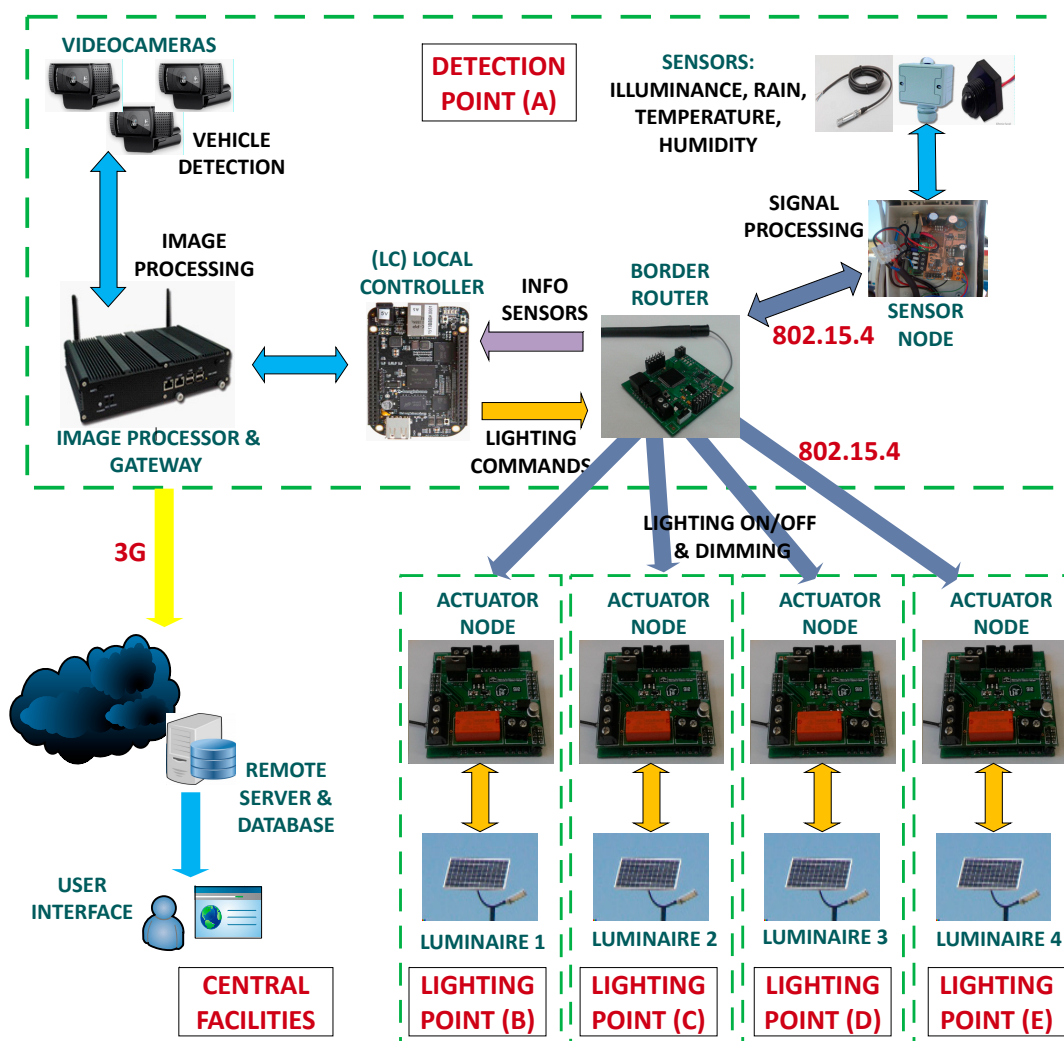 VIDEOCAMERAS
VEHICLE
DETECTION
DETECTION
POINT (A)
SENSORS:
ILLUMINANCE, RAIN,
TEMPERATURE,
HUMIDITY
IMAGE
PROCESSING
SIGNAL
PROCESSING
(LC) LOCAL
CONTROLLER
INFO
SENSORS
BORDER
ROUTER
802.15.4
SENSOR
NODE
IMAGE PROCESSOR &
GATEWAY
LIGHTING
COMMANDS
802.15.4
3G
LIGHTING ON/OFF
& DIMMING
ACTUATOR
NODE
ACTUATOR
NODE
ACTUATOR
NODE
ACTUATOR
NODE
REMOTE
SERVER &
DATABASE
USER
INTERFACE
LUMINAIRE 1
LUMINAIRE 2
LUMINAIRE 3
LUMINAIRE 4
CENTRAL
FACILITIES
LIGHTING
POINT (B)
LIGHTING
POINT (C)
LIGHTING
POINT (D)
LIGHTING
POINT (E)